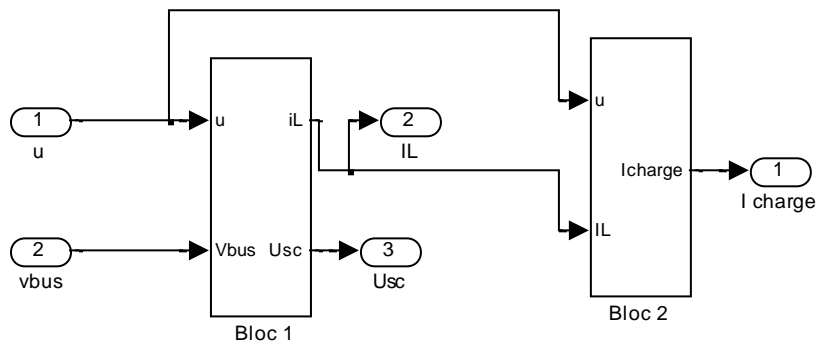 1
u
2
vbus
u
iL
Vbus
Usc
Bloc 1
2
IL
3
Usc
u
Icharge
IL
Bloc 2
1
I charge